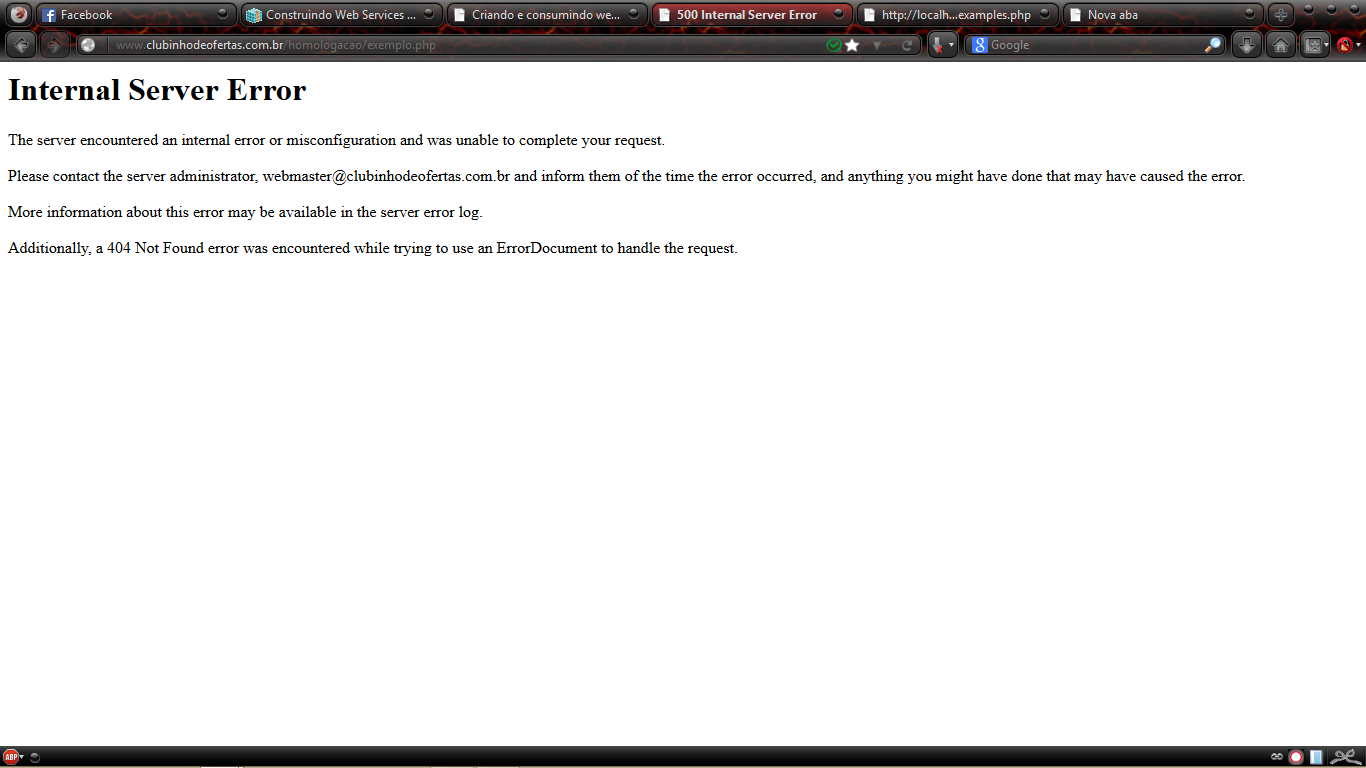 Facebook
Construindo Web Services ...
Criando e consumindo we...
500 Internal Server Error
http://localh...examples.php
Nova aba
www.clubinhodeofertas.com.br/homologacao/exemplo.php
Google
Internal Server Error
The server encountered an internal error or misconfiguration and was unable to complete your request.
Please contact the server administrator, webmaster@clubinhodeofertas.com.br and inform them of the time the error occurred, and anything you might have done that may have caused the error.
More information about this error may be available in the server error log.
Additionally, a 404 Not Found error was encountered while trying to use an ErrorDocument to handle the request.
ABP